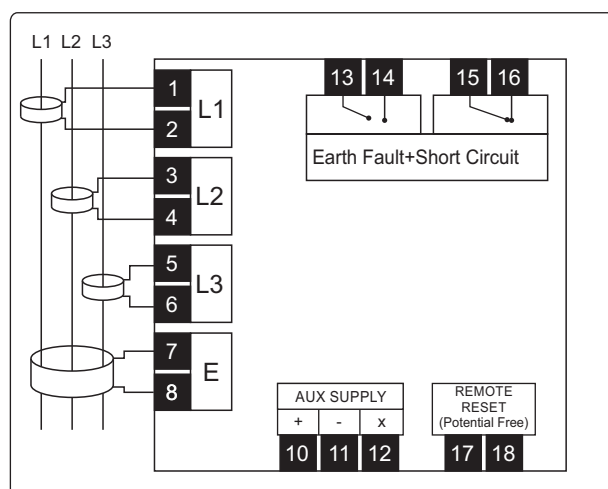 L1 L2 L3
13 14 15 16
1
L1
2
Earth Fault+Short Circuit
3
L2
4
5
L3
6
7
E
8
AUX SUPPLY
+ - x
10 11 12
REMOTE
RESET
(Potential Free)
17 18